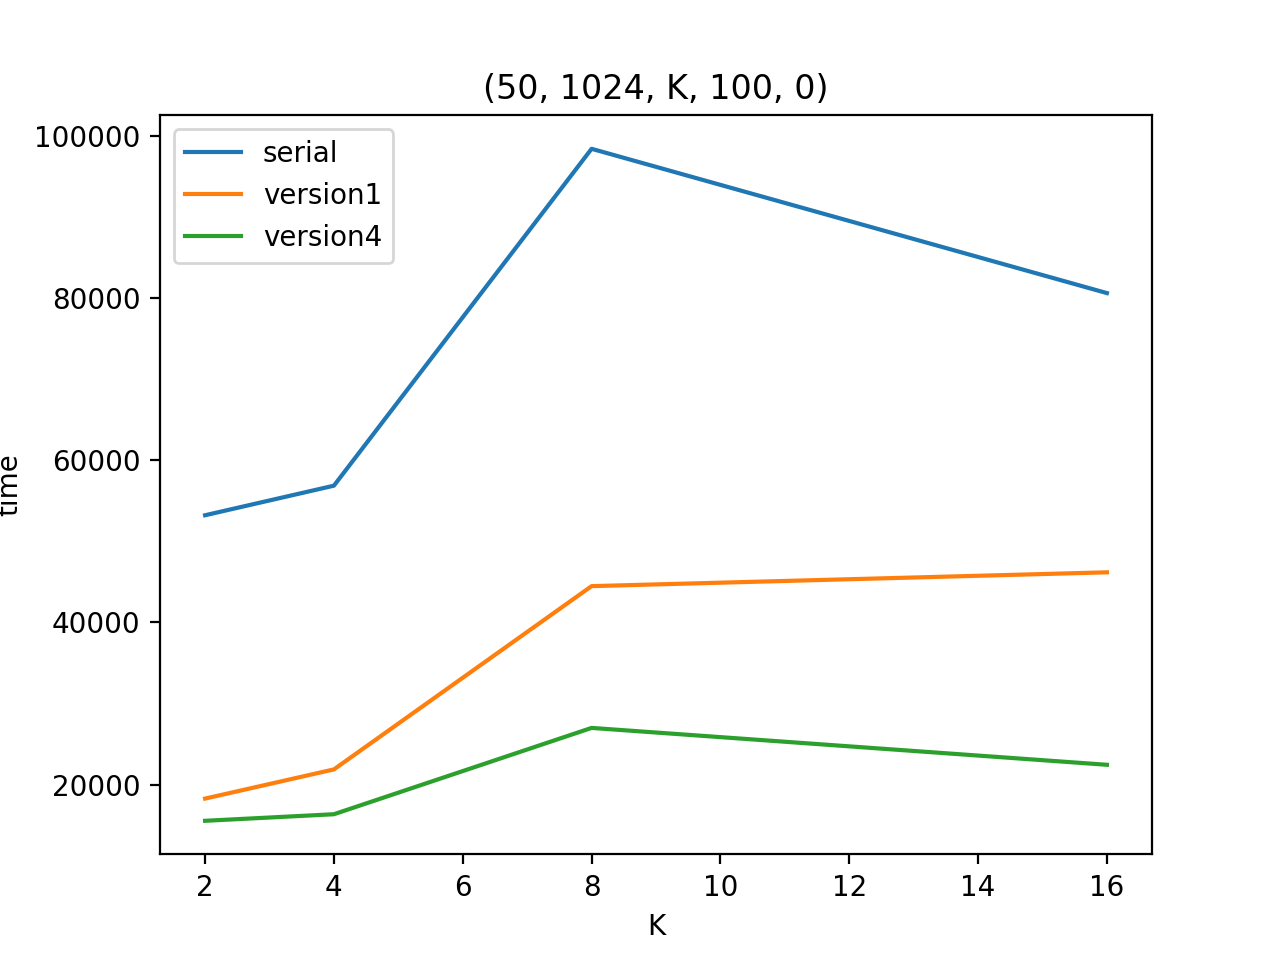 (50, 1024, K, 100, 0)
serial
version1
version4
100000
80000
60000
40000
20000
time
2 4 6 8 10 12 14 16
K